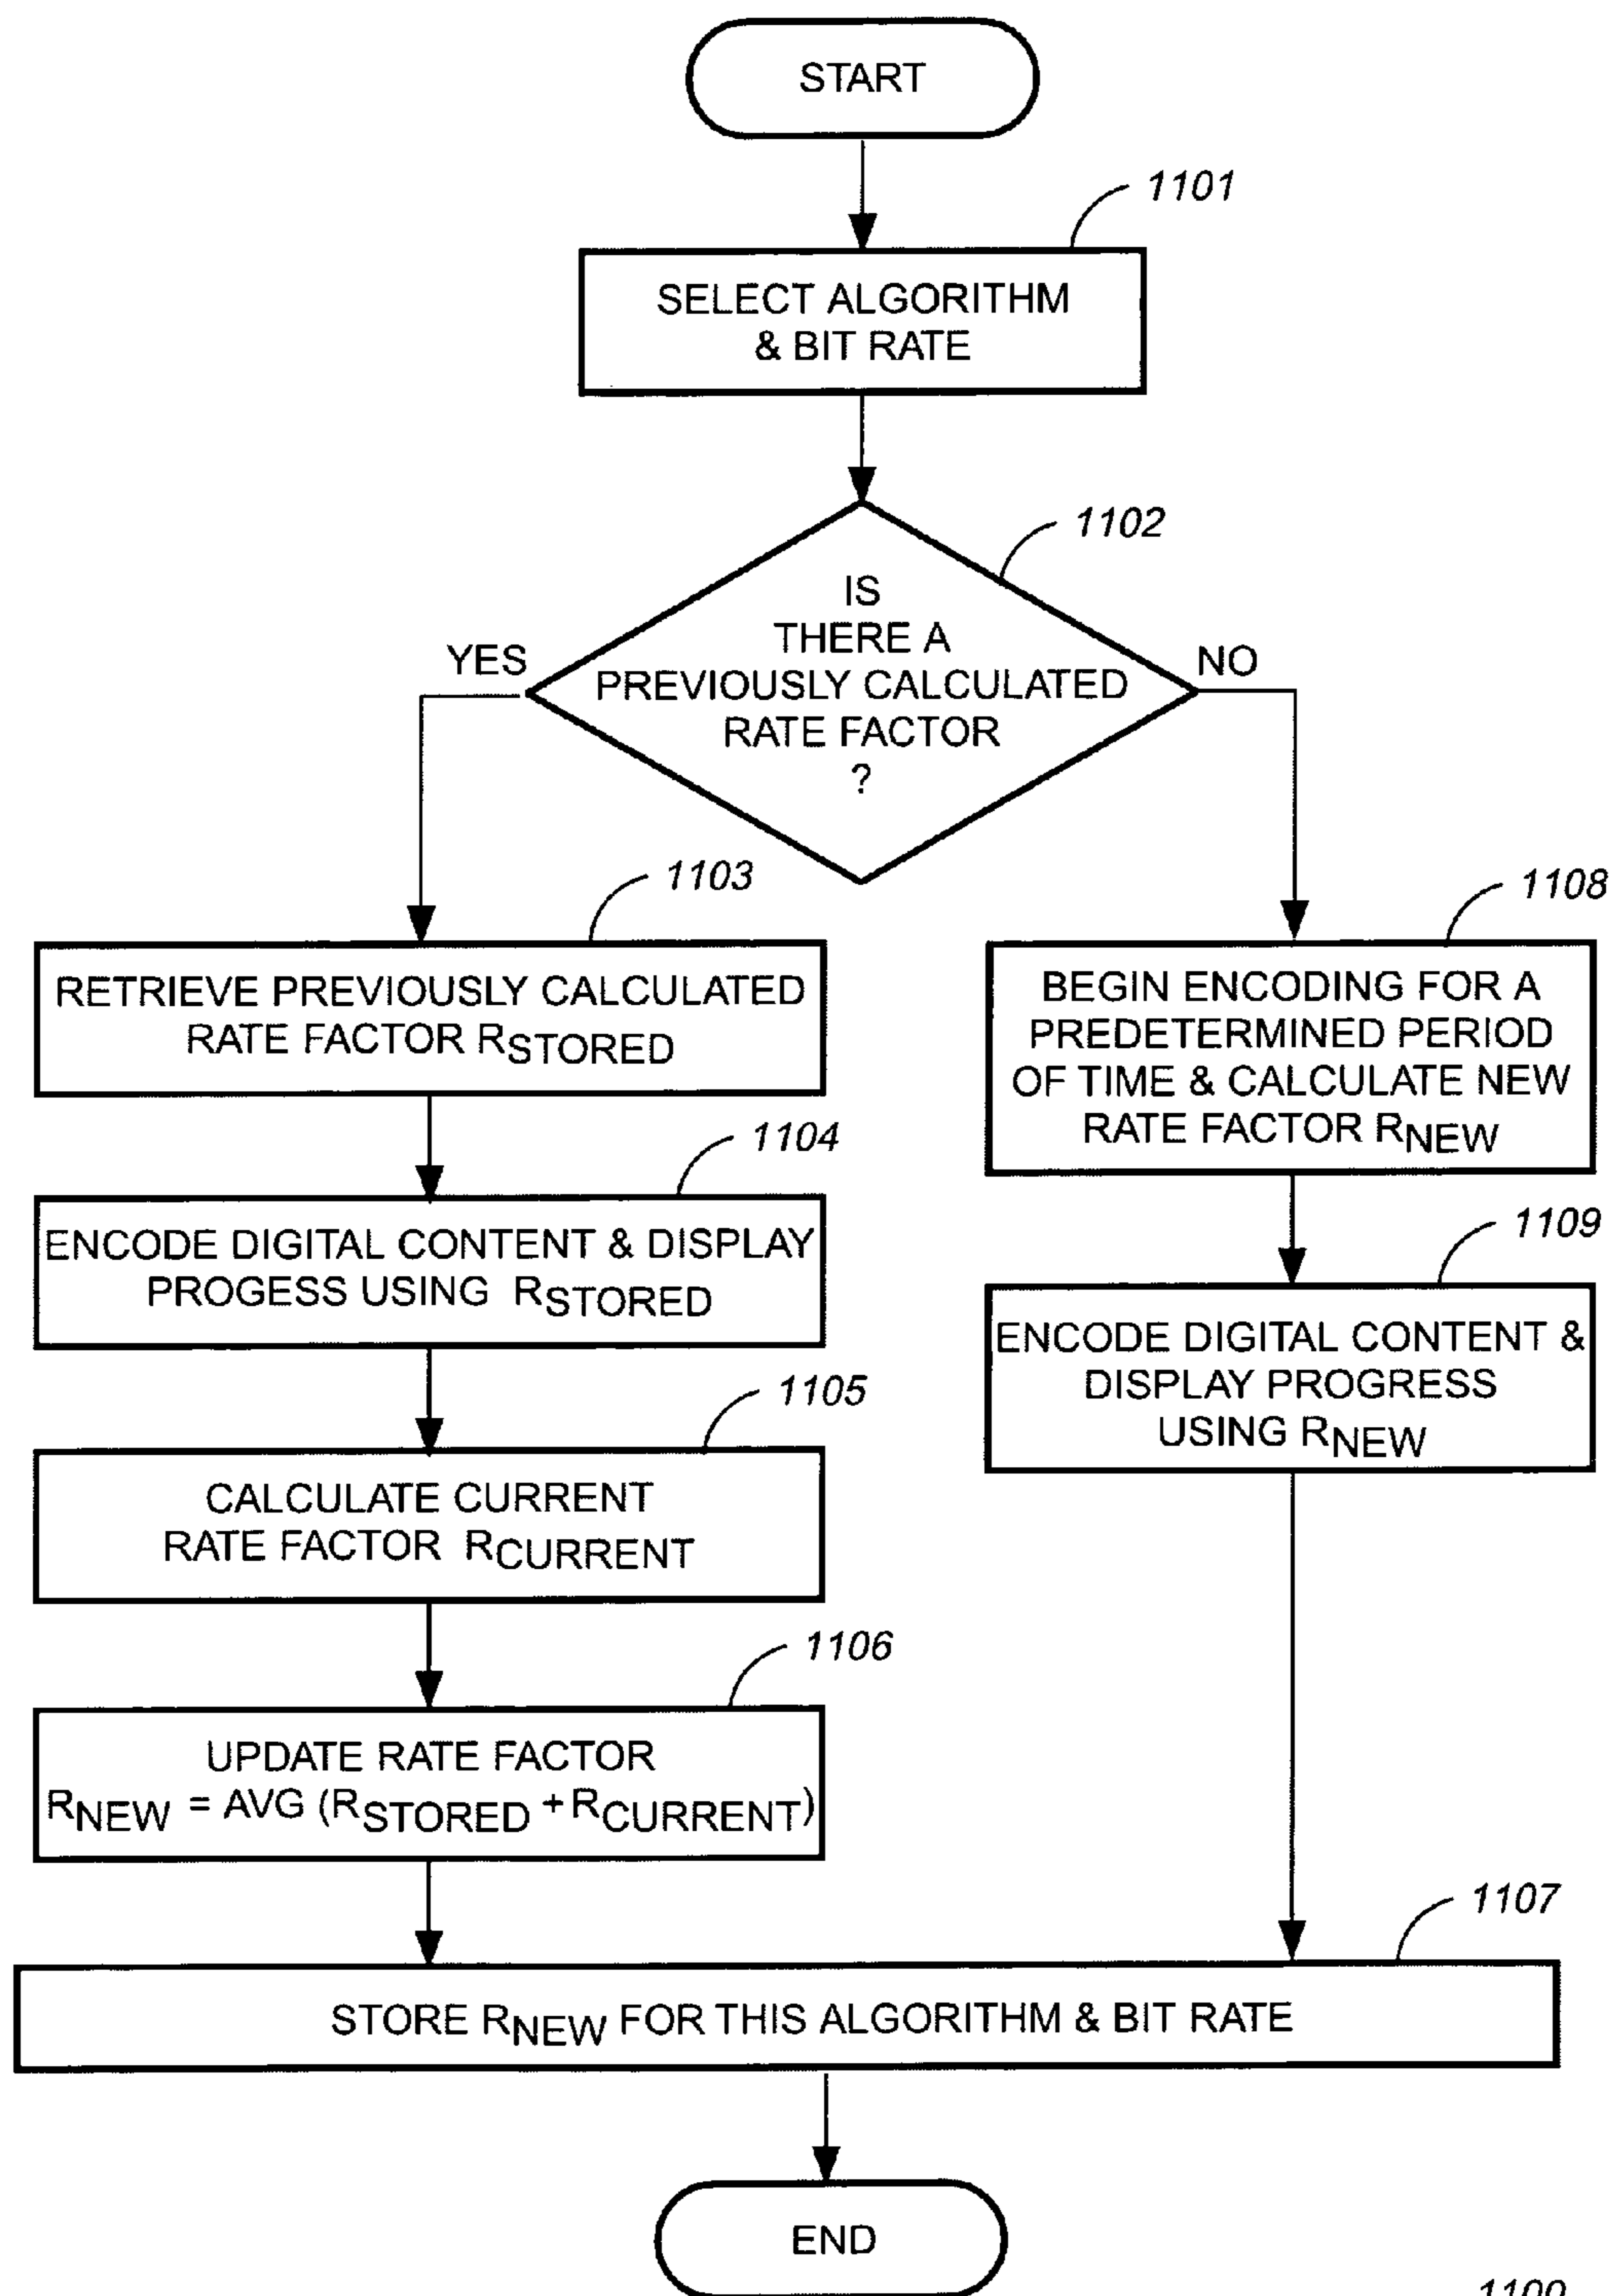 START
1101
SELECT ALGORITHM
& BIT RATE
1102
IS
THERE A
PREVIOUSLY CALCULATED
RATE FACTOR
?
YES
NO
1103
RETRIEVE PREVIOUSLY CALCULATED
RATE FACTOR RSTORED
1104
ENCODE DIGITAL CONTENT & DISPLAY
PROGESS USING RSTORED
1105
CALCULATE CURRENT
RATE FACTOR RCURRENT
1106
UPDATE RATE FACTOR
RNEW = AVG (RSTORED + RCURRENT)
1108
BEGIN ENCODING FOR A
PREDETERMINED PERIOD
OF TIME & CALCULATE NEW
RATE FACTOR RNEW
1109
ENCODE DIGITAL CONTENT &
DISPLAY PROGRESS
USING RNEW
1107
STORE RNEW FOR THIS ALGORITHM & BIT RATE
END